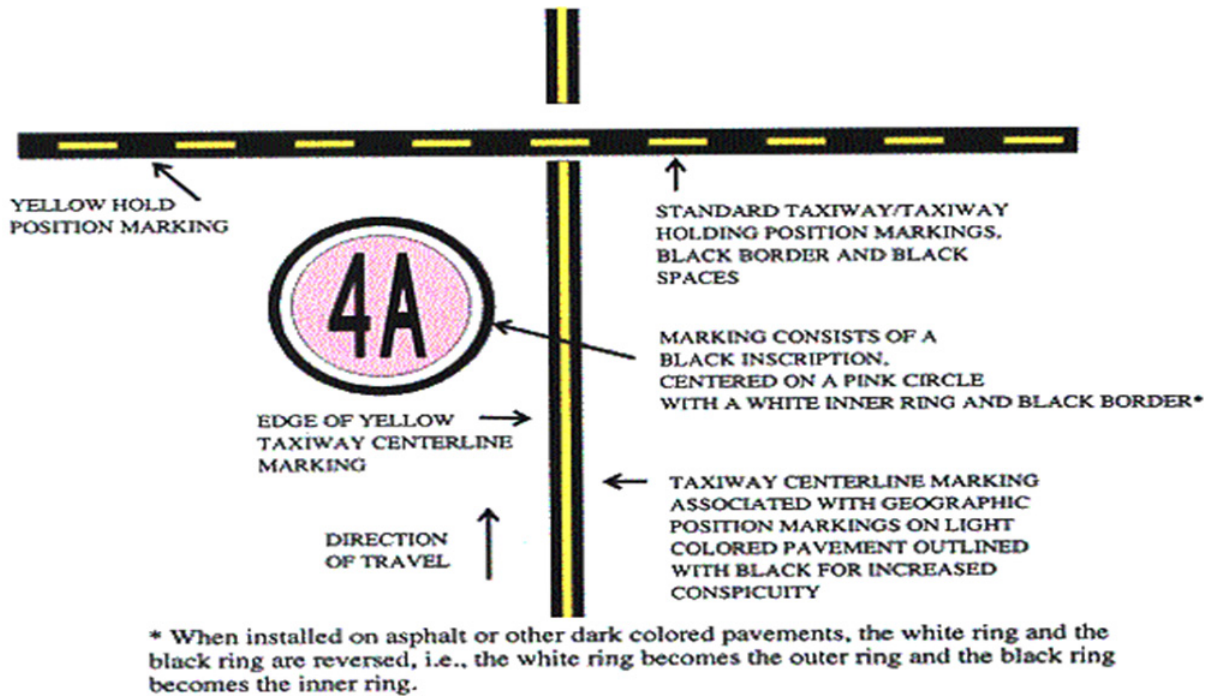 YELLOW HOLD
POSITION MARKING
STANDARD TAXIWAY/TAXIWAY
HOLDING POSITION MARKINGS,
BLACK BORDER AND BLACK
SPACES
4A
MARKING CONSISTS OF A
BLACK INSCRIPTION,
CENTERED ON A PINK CIRCLE
WITH A WHITE INNER RING AND BLACK BORDER*
EDGE OF YELLOW
TAXIWAY CENTERLINE
MARKING
TAXIWAY CENTERLINE MARKING
ASSOCIATED WITH GEOGRAPHIC
POSITION MARKINGS ON LIGHT
COLORED PAVEMENT OUTLINED
WITH BLACK FOR INCREASED
CONSPICUITY
DIRECTION
OF TRAVEL
* When installed on asphalt or other dark colored pavements, the white ring and the
black ring are reversed, i.e., the white ring becomes the outer ring and the black ring
becomes the inner ring.